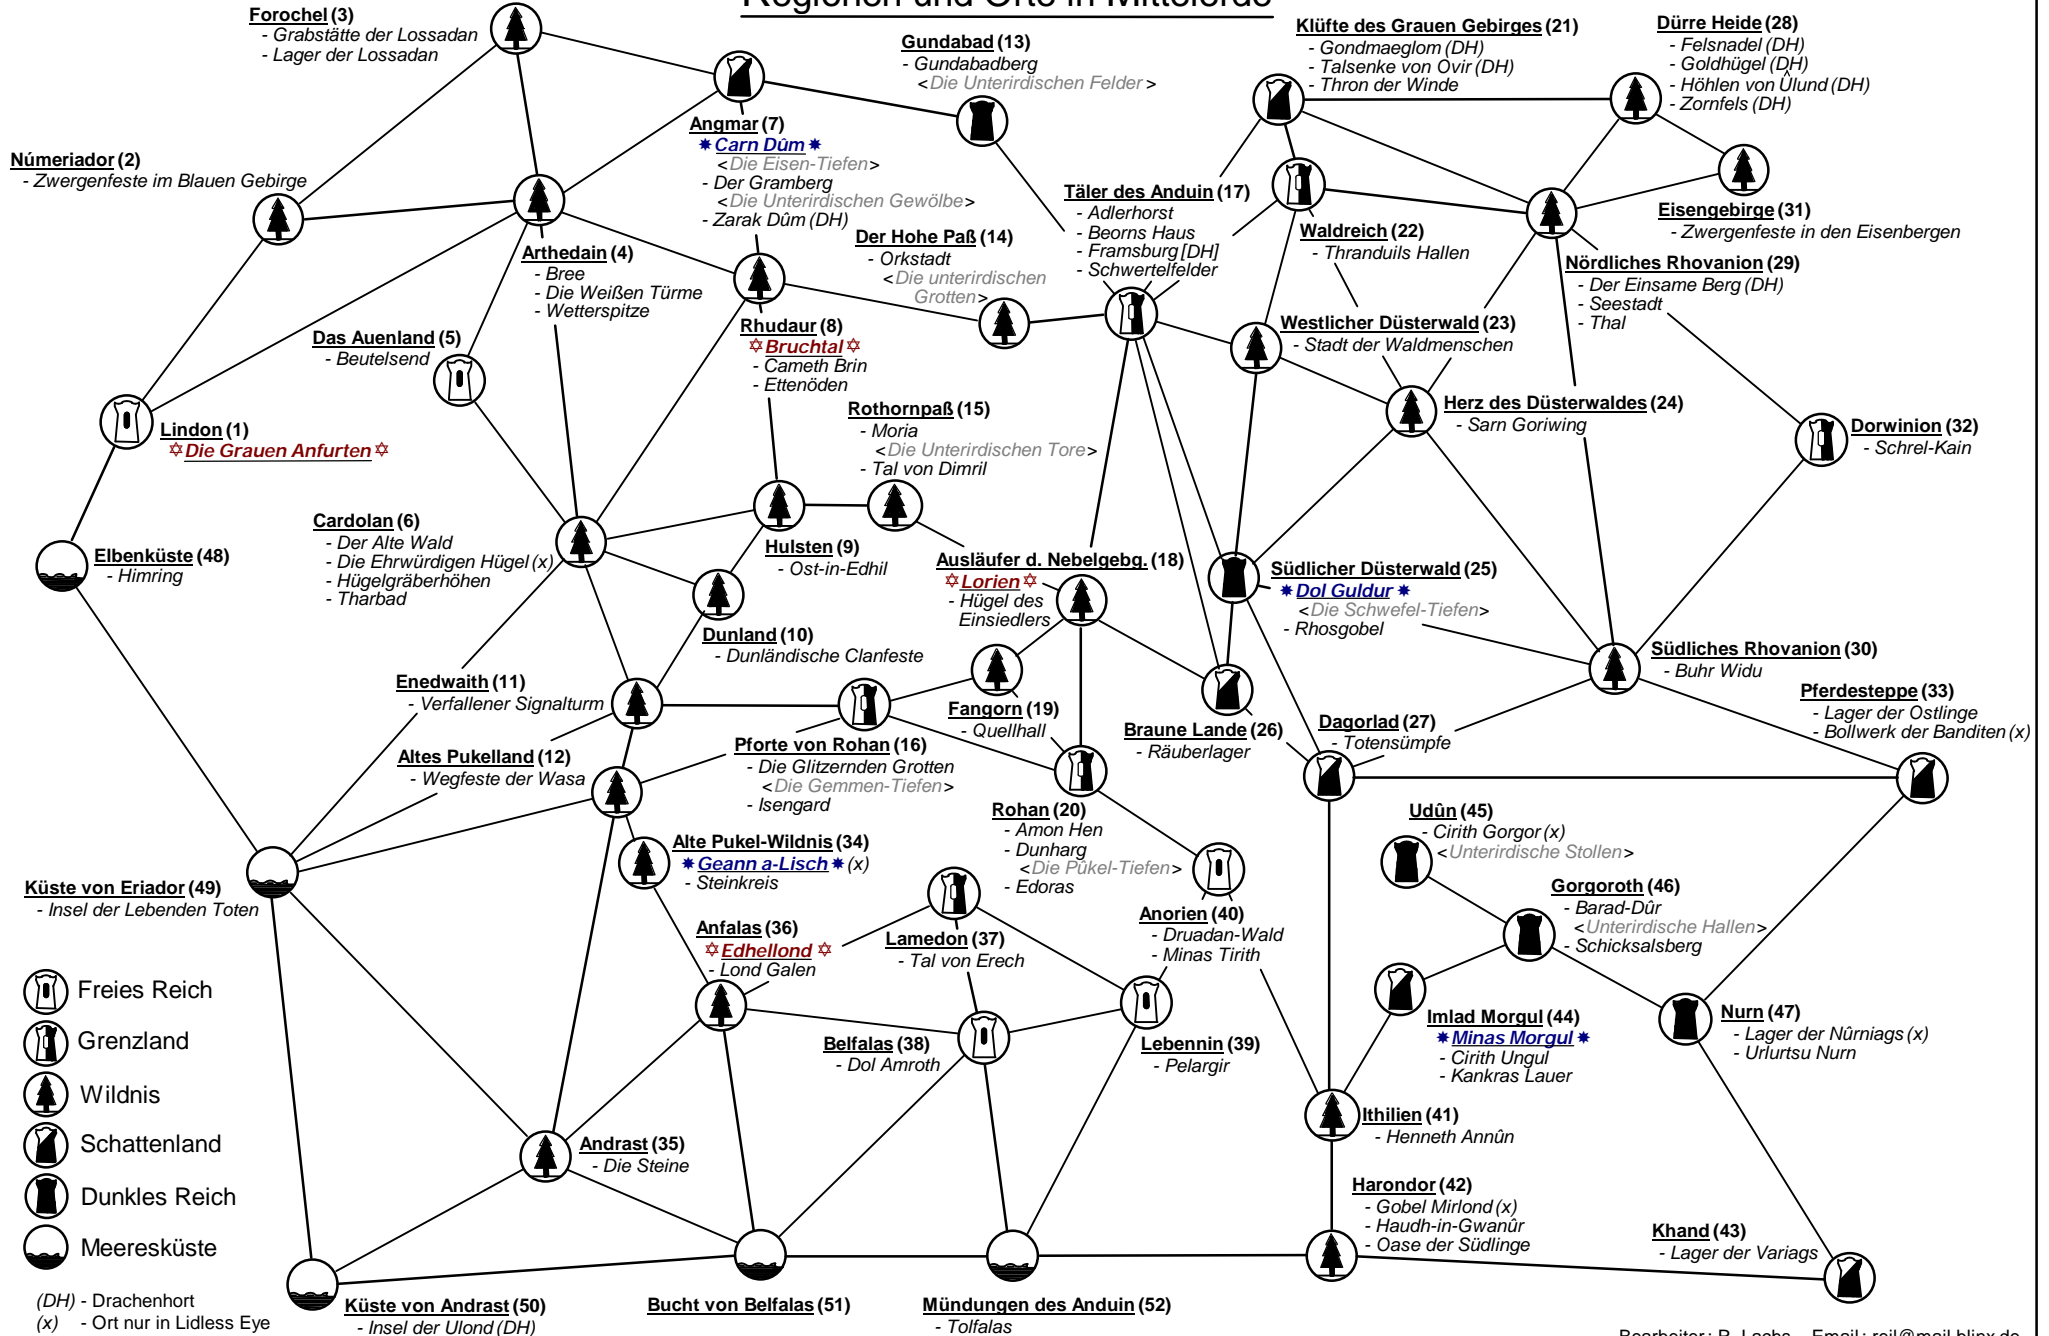 Regionen und Orte in Mittelerde
Forochel (3)
- Grabstätte der Lossadan
- Lager der Lossadan
Gundabad (13)
- Gundabadberg
<Die Unterirdischen Felder >
Klüfte des Grauen Gebirges (21)
- Gondmaeglom (DH)
- Talsenke von Ovir (DH)
- Thron der Winde
Dürre Heide (28)
- Felsnadel (DH)
- Goldhügel (DH)
- Höhlen von Ûlund (DH)
- Zornfels (DH)
Númeriador (2)
- Zwergenfeste im Blauen Gebirge
Angmar (7)
Carn Dûm
<Die Eisen-Tiefen>
- Der Gramberg
<Die Unterirdischen Gewölbe>
- Zarak Dûm (DH)
Täler des Anduin (17)
- Adlerhorst
- Beorns Haus
- Framsburg [DH]
- Schwertelfelder
Waldreich (22)
- Thranduils Hallen
Eisengebirge (31)
- Zwergenfeste in den Eisenbergen
Arthedain (4)
- Bree
- Die Weißen Türme
- Wetterspitze
Der Hohe Paß (14)
- Orkstadt
<Die unterirdischen
Grotten>
Nördliches Rhovanion (29)
- Der Einsame Berg (DH)
- Seestadt
- Thal
Das Auenland (5)
- Beutelsend
Rhudaur (8)
Bruchtal
- Cameth Brin
- Ettenöden
Westlicher Düsterwald (23)
- Stadt der Waldmenschen
Lindon (1)
Die Grauen Anfurten
Rothornpaß (15)
- Moria
<Die Unterirdischen Tore>
- Tal von Dimril
Herz des Düsterwaldes (24)
- Sarn Goriwing
Dorwinion (32)
- Schrel-Kain
Elbenküste (48)
- Himring
Cardolan (6)
- Der Alte Wald
- Die Ehrwürdigen Hügel (x)
- Hügelgräberhöhen
- Tharbad
Hulsten (9)
- Ost-in-Edhil
Ausläufer d. Nebelgebg. (18)
Lorien
- Hügel des
Einsiedlers
Südlicher Düsterwald (25)
Dol Guldur
<Die Schwefel-Tiefen>
- Rhosgobel
Dunland (10)
- Dunländische Clanfeste
Südliches Rhovanion (30)
- Buhr Widu
Enedwaith (11)
- Verfallener Signalturm
Fangorn (19)
- Quellhall
Braune Lande (26)
- Räuberlager
Dagorlad (27)
- Totensümpfe
Pferdesteppe (33)
- Lager der Ostlinge
- Bollwerk der Banditen (x)
Altes Pukelland (12)
- Wegfeste der Wasa
Pforte von Rohan (16)
- Die Glitzernden Grotten
<Die Gemmen-Tiefen>
- Isengard
Rohan (20)
- Amon Hen
- Dunharg
<Die Pûkel-Tiefen>
- Edoras
Udûn (45)
- Cirith Gorgor (x)
<Unterirdische Stollen>
Alte Pukel-Wildnis (34)
Geann a-Lisch (x)
- Steinkreis
Küste von Eriador (49)
- Insel der Lebenden Toten
Gorgoroth (46)
- Barad-Dûr
<Unterirdische Hallen>
- Schicksalsberg
Anfalas (36)
Edhellond
- Lond Galen
Lamedon (37)
- Tal von Erech
Anorien (40)
- Druadan-Wald
- Minas Tirith
Imlad Morgul (44)
Minas Morgul
- Cirith Ungul
- Kankras Lauer
Nurn (47)
- Lager der Nûrniags (x)
- Urlurtsu Nurn
Belfalas (38)
- Dol Amroth
Lebennin (39)
- Pelargir
Andrast (35)
- Die Steine
Ithilien (41)
- Henneth Annûn
Harondor (42)
- Gobel Mirlond (x)
- Haudh-in-Gwanûr
- Oase der Südlinge
Khand (43)
- Lager der Variags
Freies Reich
Grenzland
Wildnis
Schattenland
Dunkles Reich
Meeresküste
(DH) - Drachenhort
(x) - Ort nur in Lidless Eye
Küste von Andrast (50)
- Insel der Ulond (DH)
Bucht von Belfalas (51)
Mündungen des Anduin (52)
- Tolfalas